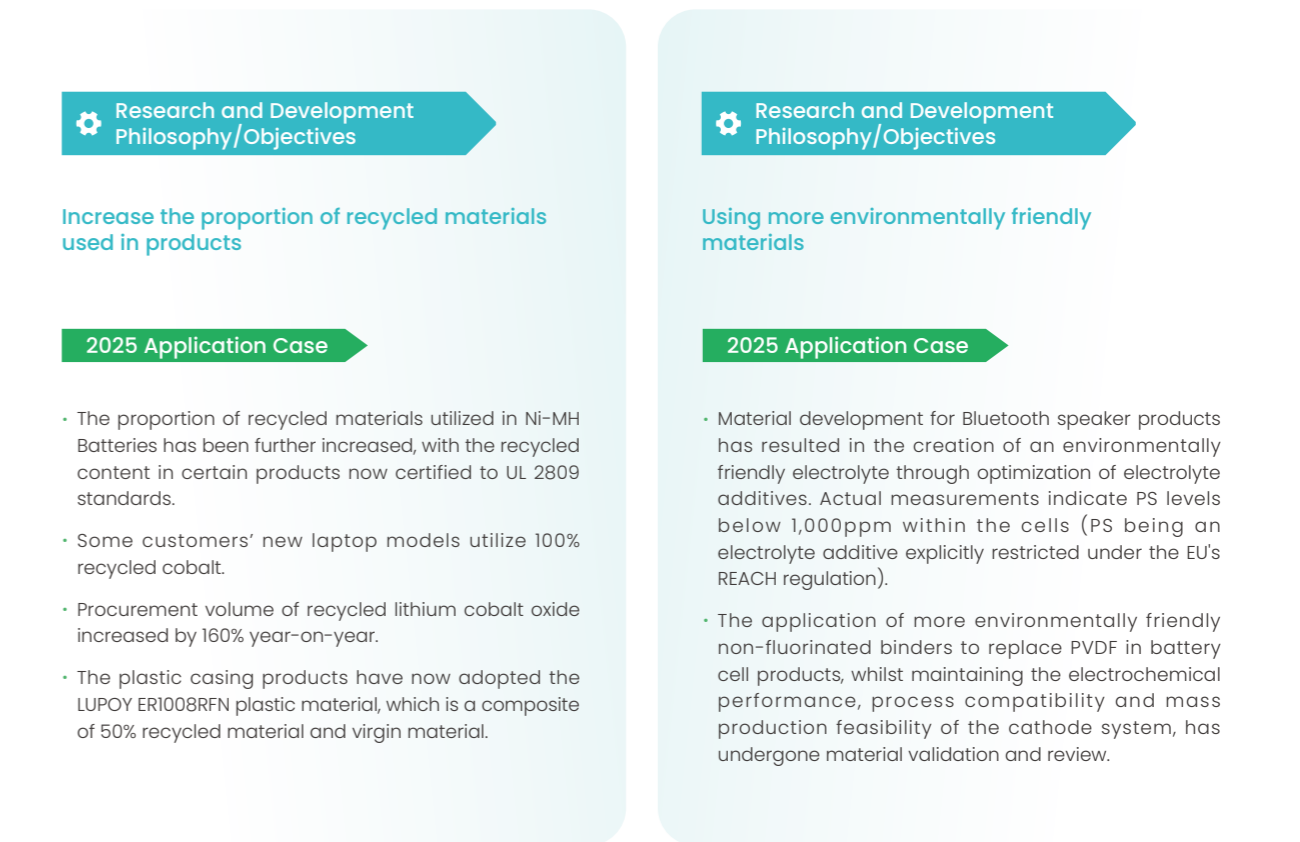 Research and Development
Philosophy/Objectives
Increase the proportion of recycled materials
used in products
2025 Application Case
· The proportion of recycled materials utilized in Ni-MH
Batteries has been further increased, with the recycled
content in certain products now certified to UL 2809
standards.
· Some customers’ new laptop models utilize 100%
recycled cobalt.
· Procurement volume of recycled lithium cobalt oxide
increased by 160% year-on-year.
· The plastic casing products have now adopted the
LUPOY ER1008RFN plastic material, which is a composite
of 50% recycled material and virgin material.
Research and Development
Philosophy/Objectives
Using more environmentally friendly
materials
2025 Application Case
· Material development for Bluetooth speaker products
has resulted in the creation of an environmentally
friendly electrolyte through optimization of electrolyte
additives. Actual measurements indicate PS levels
below 1,000ppm within the cells (PS being an
electrolyte additive explicitly restricted under the EU's
REACH regulation).
· The application of more environmentally friendly
non-fluorinated binders to replace PVDF in battery
cell products, whilst maintaining the electrochemical
performance, process compatibility and mass
production feasibility of the cathode system, has
undergone material validation and review.